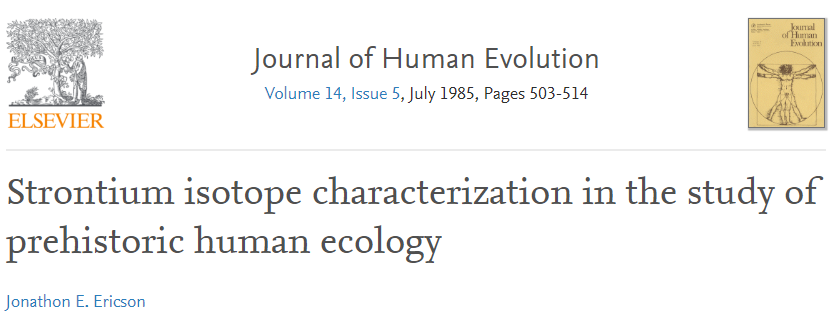 ELSEVIER
Journal of Human Evolution
Volume 14, Issue 5, July 1985, Pages 503-514
Journal
of Human
Evolution
Strontium isotope characterization in the study of
prehistoric human ecology
Jonathon E. Ericson